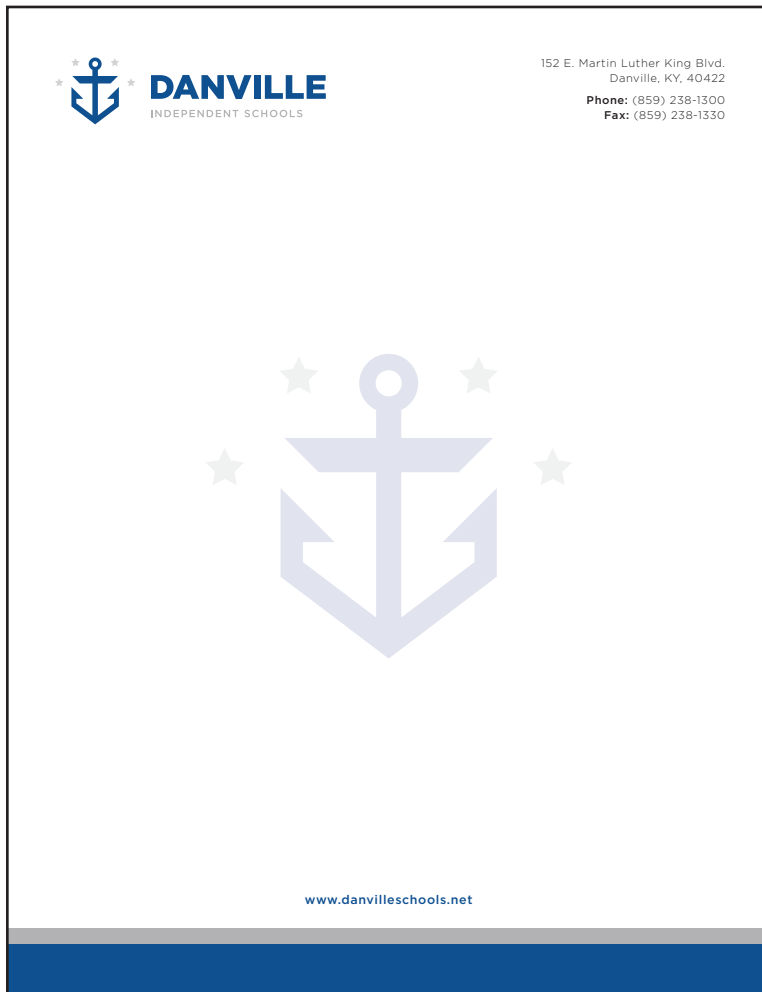 DANVILLE
INDEPENDENT SCHOOLS
152 E. Martin Luther King Blvd.
Danville, KY, 40422
Phone: (859) 238-1300
Fax: (859) 238-1330
www.danvilleschools.net